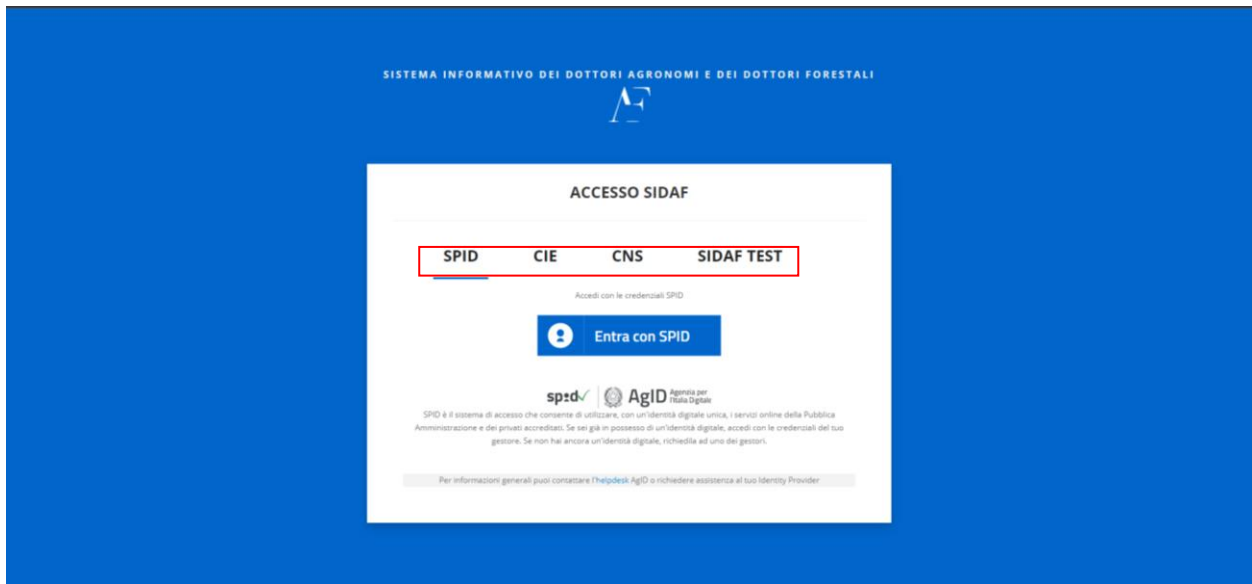 SISTEMA INFORMATIVO DEI DOTTORI AGRONOMI E DEI DOTTORI FORESTALI
AF
ACCESSO SIDAF
SPID CIE CNS SIDAF TEST
Accedi con le credenziali SPID
Entra con SPID
spid AgID Agenzia per
l'Italia Digitale
SPID è il sistema di accesso che consente di utilizzare, con un'identità digitale unica, i servizi online della Pubblica
Amministrazione e dei privati accreditati. Se sei già in possesso di un'identità digitale, accedi con le credenziali del tuo
gestore. Se non hai ancora un'identità digitale, richiedila ad uno dei gestori.
Per informazioni generali puoi contattare l'helpdesk AgID o richiedere assistenza al tuo Identity Provider